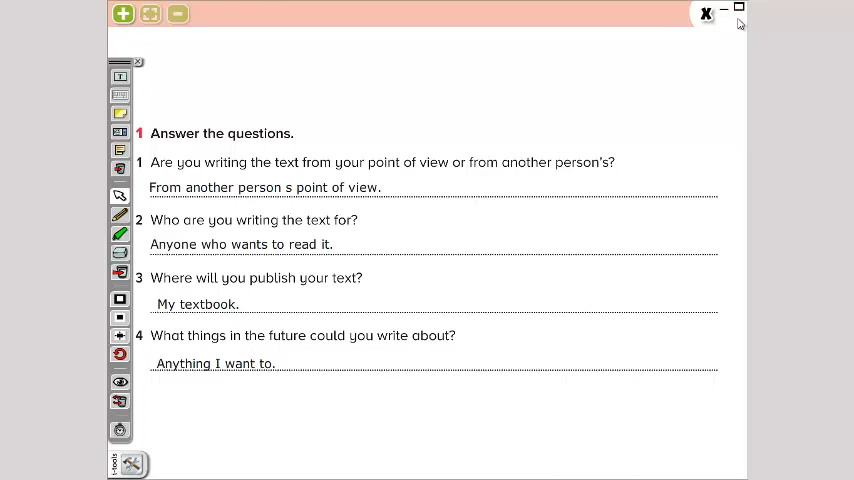 1 Answer the questions.
1 Are you writing the text from your point of view or from another person's?
From another person s point of view.
2 Who are you writing the text for?
Anyone who wants to read it.
3 Where will you publish your text?
My textbook.
4 What things in the future could you write about?
Anything I want to.
i-tools